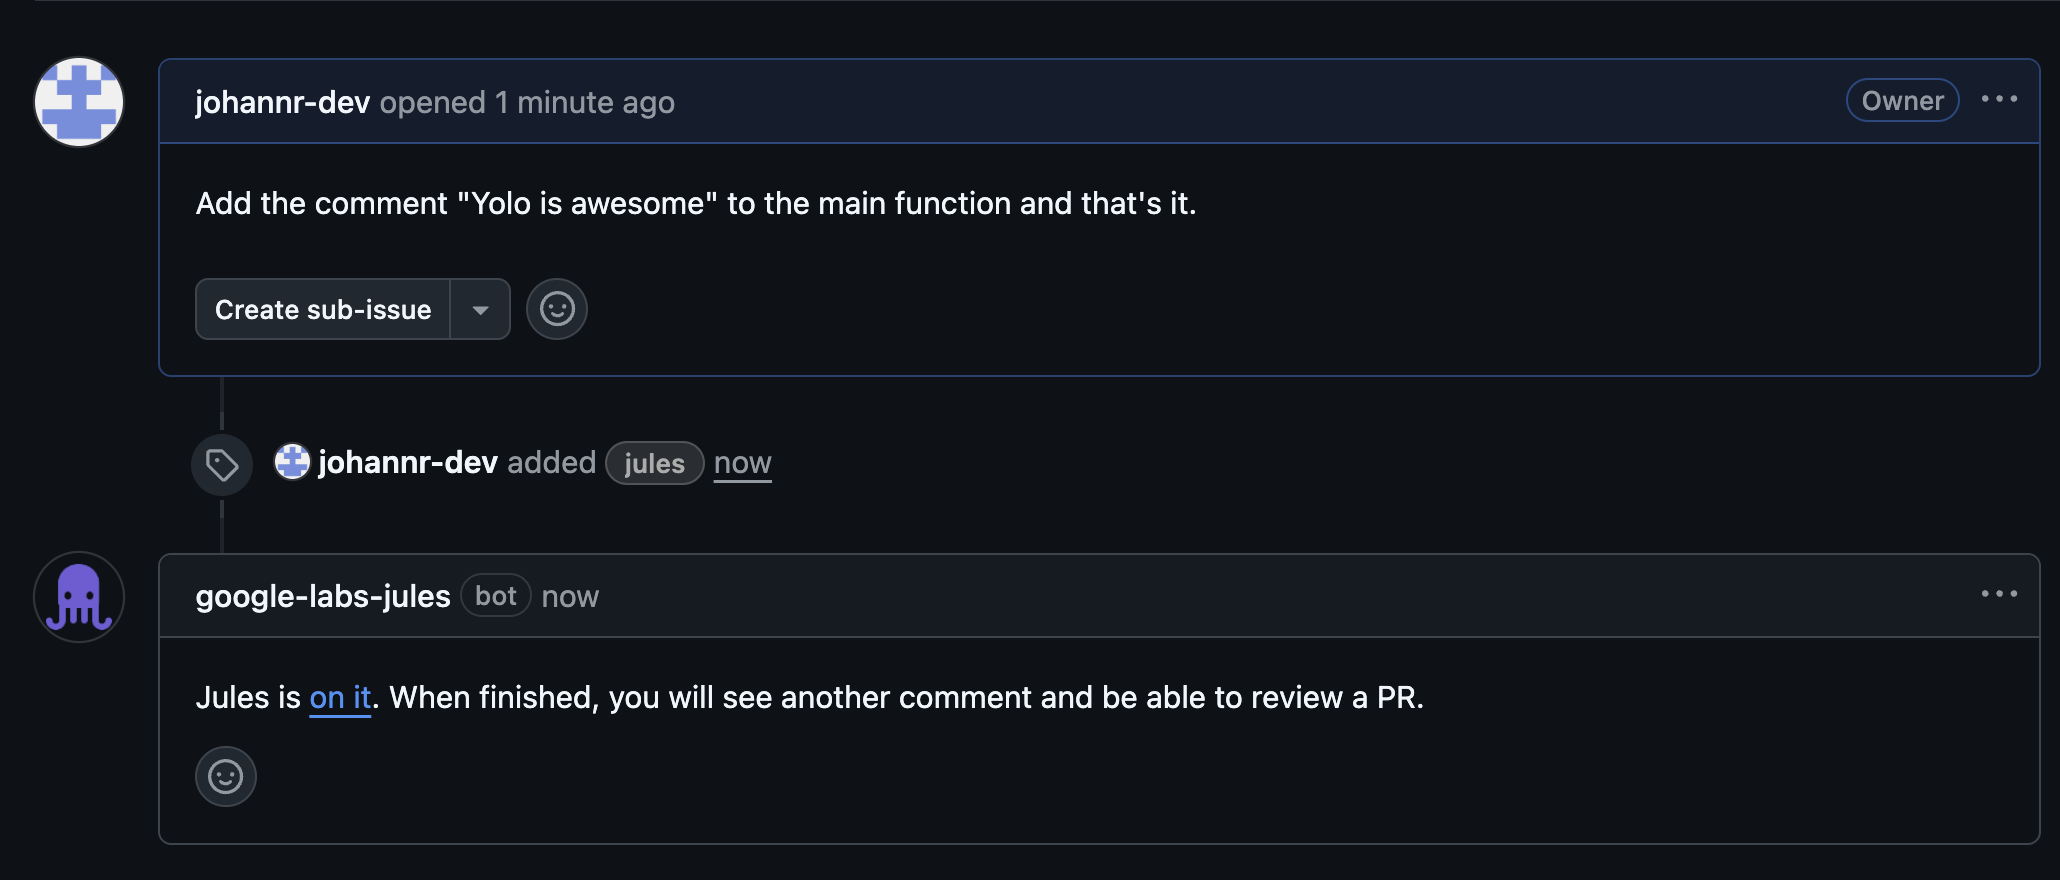 johannr-dev opened 1 minute ago Owner
Add the comment "Yolo is awesome" to the main function and that's it.
Create sub-issue
johannr-dev added jules now
google-labs-jules bot now
Jules is on it. When finished, you will see another comment and be able to review a PR.